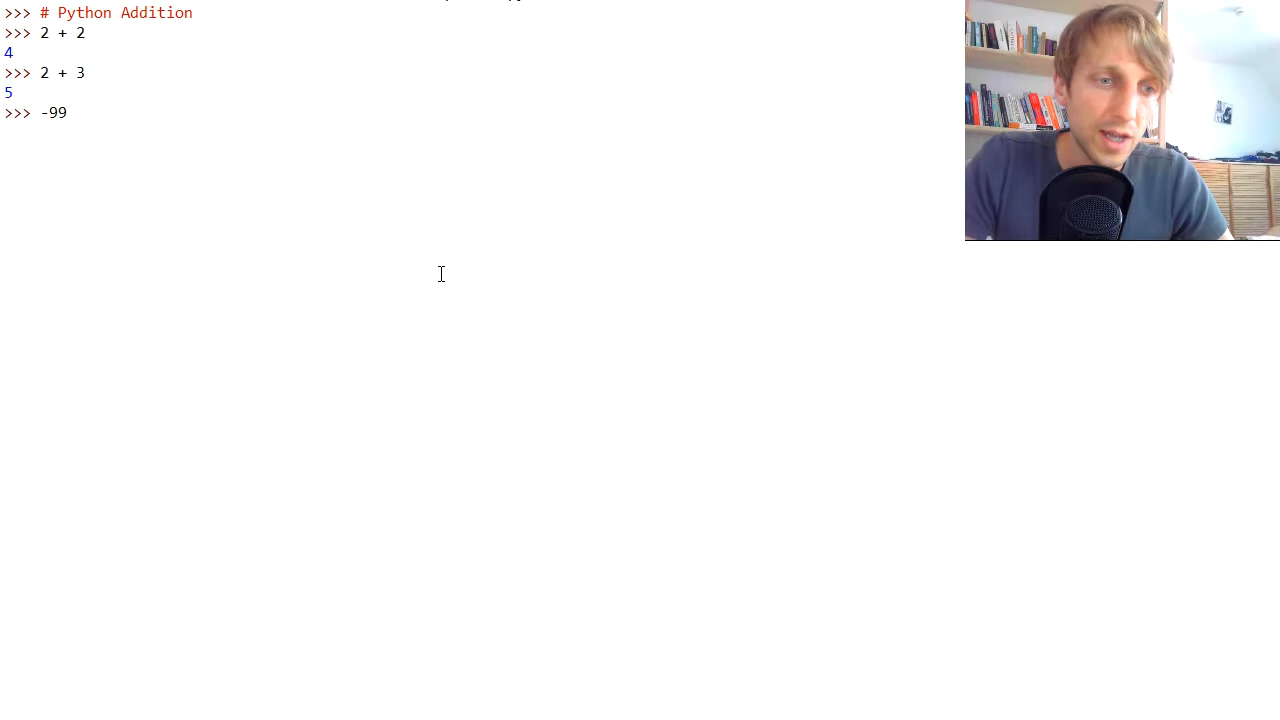 >>> # Python Addition
>>> 2 + 2
4
>>> 2 + 3
5
>>> -99